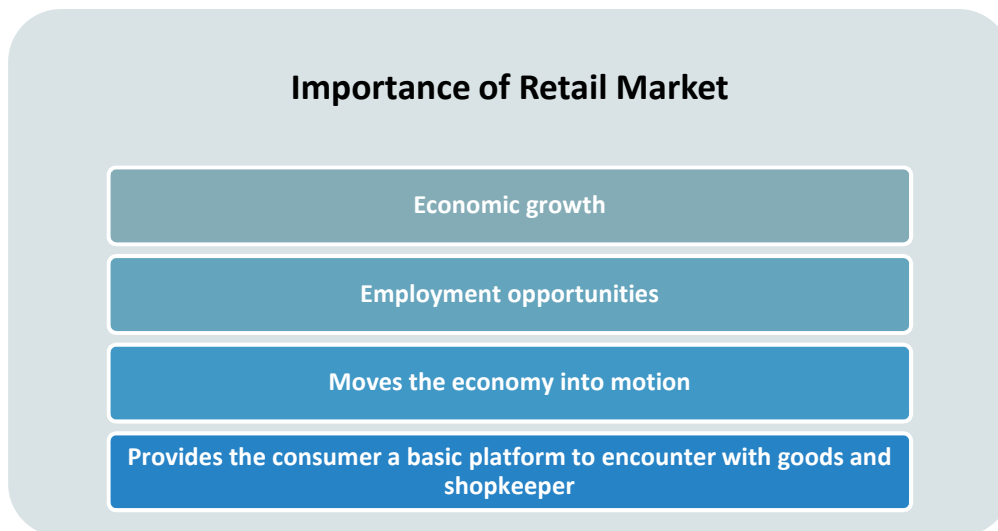 Importance of Retail Market
Economic growth
Employment opportunities
Moves the economy into motion
Provides the consumer a basic platform to encounter with goods and
shopkeeper